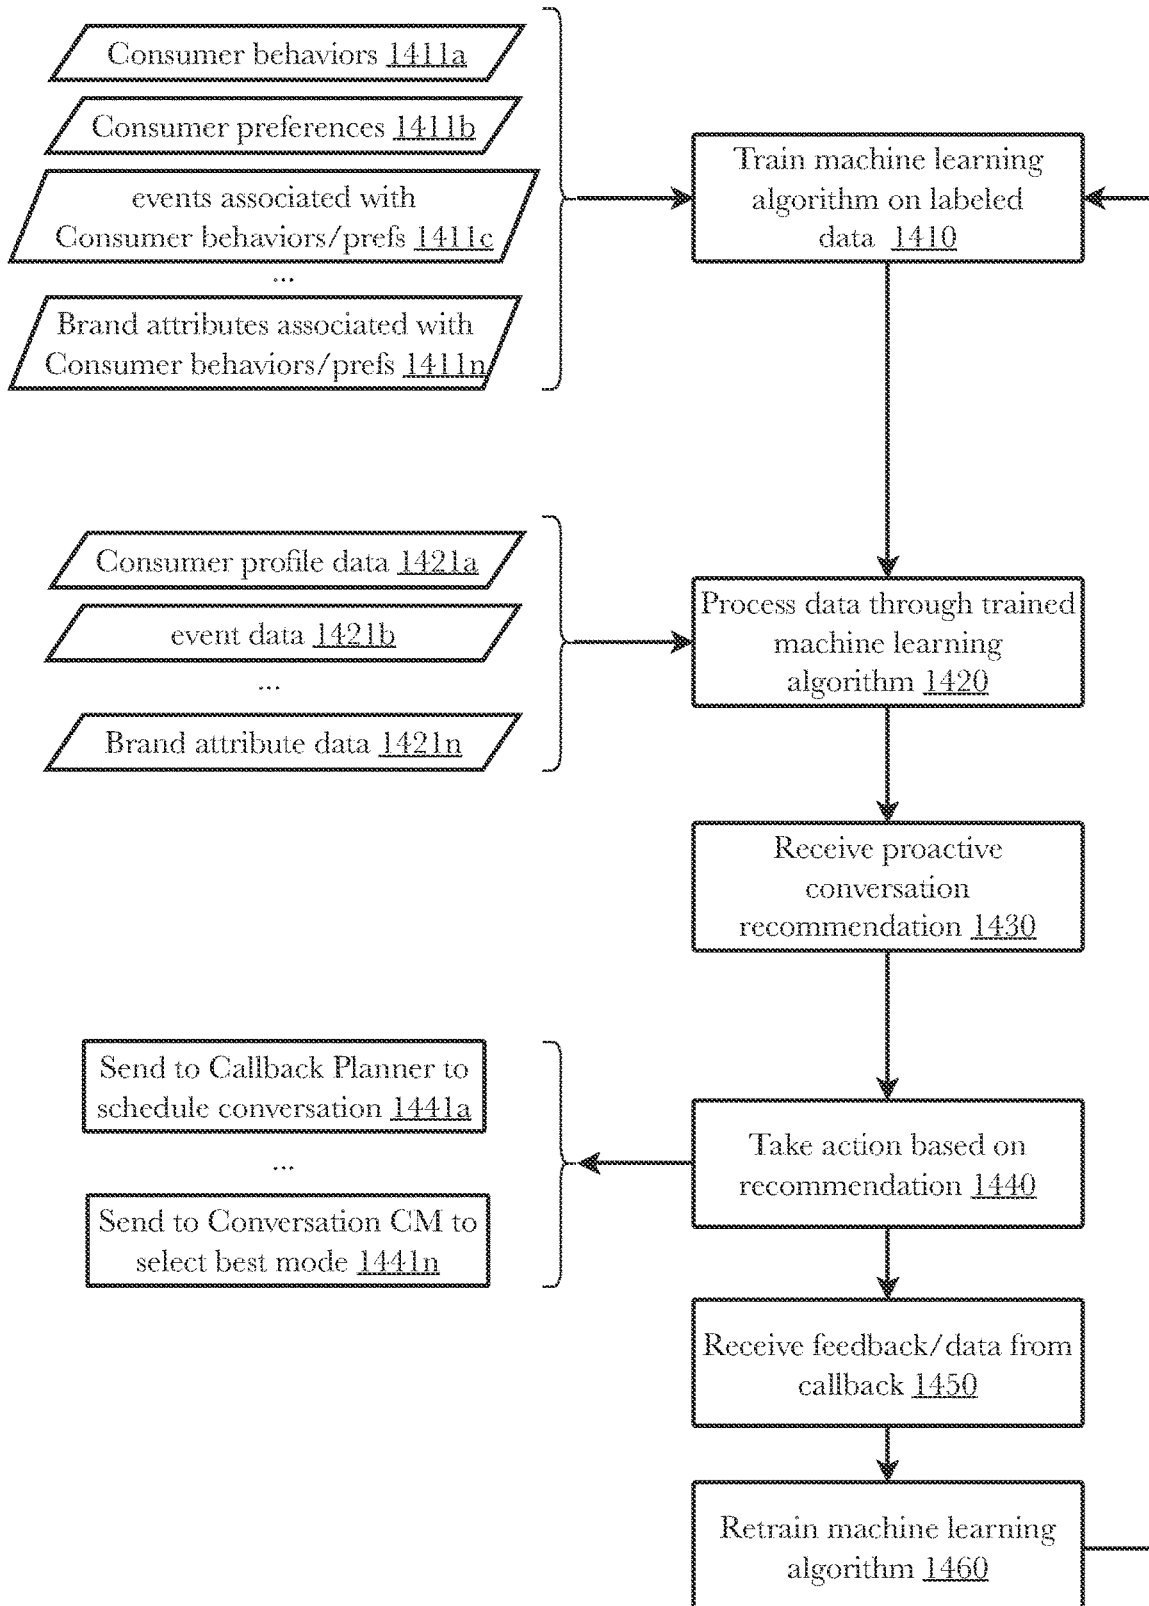 Consumer behaviors 1411a
Consumer preferences 1411b
events associated with
Consumer behaviors/prefs 1411c
...
Brand attributes associated with
Consumer behaviors/prefs 1411n
Train machine learning
algorithm on labeled
data 1410
Consumer profile data 1421a
event data 1421b
...
Brand attribute data 1421n
Process data through trained
machine learning
algorithm 1420
Receive proactive
conversation
recommendation 1430
Send to Callback Planner to
schedule conversation 1441a
...
Send to Conversation CM to
select best mode 1441n
Take action based on
recommendation 1440
Receive feedback/data from
callback 1450
Retrain machine learning
algorithm 1460